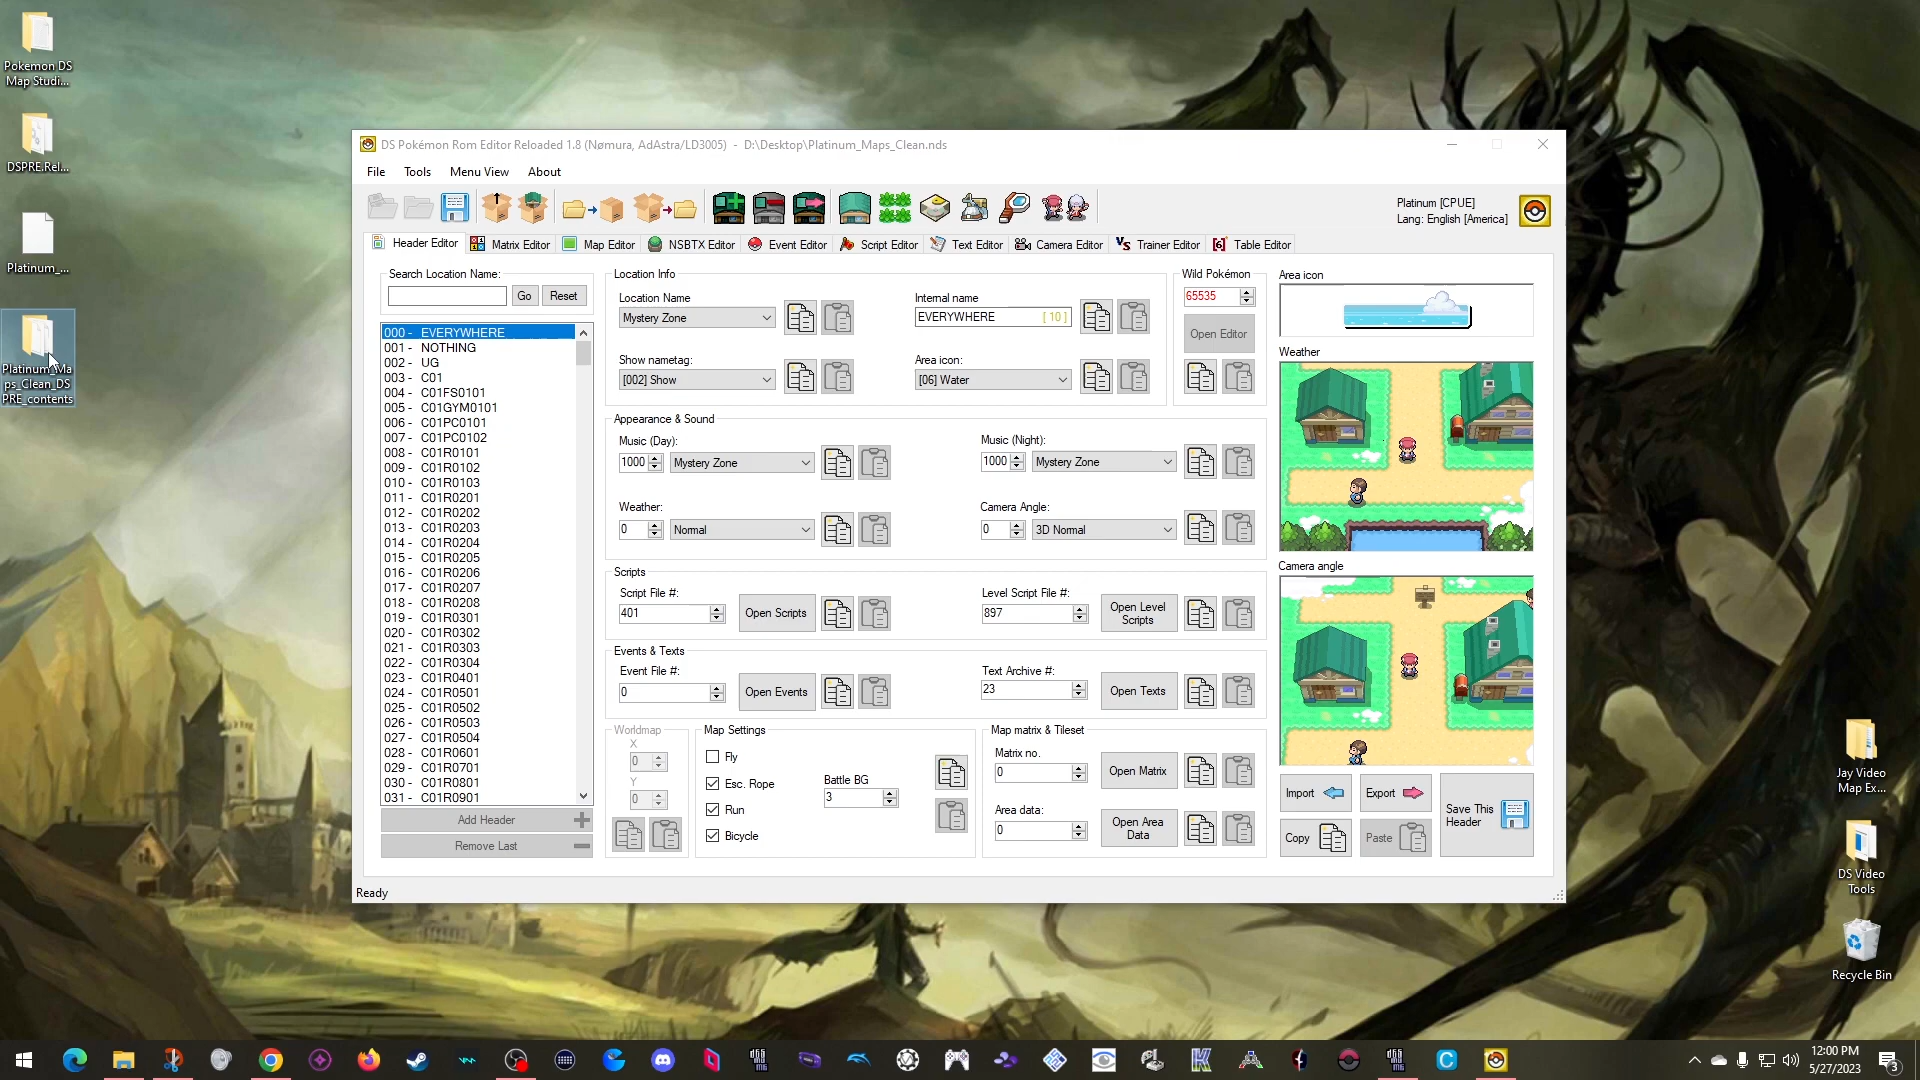 Pokemon DS
Map Studi...
DSPRE.Rel...
Platinum_...
Platinum_Ma
ps_Clean_DS
PRE_contents
DS Pokémon Rom Editor Reloaded 1.8 (Nømura, AdAstra/LD3005) - D:\Desktop\Platinum_Maps_Clean.nds
File Tools Menu View About
Platinum [CPUE]
Lang: English [America]
Header Editor Matrix Editor Map Editor NSBTX Editor Event Editor Script Editor Text Editor Camera Editor Trainer Editor Table Editor
Search Location Name:
Go Reset
000 - EVERYWHERE
001 - NOTHING
002 - UG
003 - C01
004 - C01FS0101
005 - C01GYM0101
006 - C01PC0101
007 - C01PC0102
008 - C01R0101
009 - C01R0102
010 - C01R0103
011 - C01R0201
012 - C01R0202
013 - C01R0203
014 - C01R0204
015 - C01R0205
016 - C01R0206
017 - C01R0207
018 - C01R0208
019 - C01R0301
020 - C01R0302
021 - C01R0303
022 - C01R0304
023 - C01R0401
024 - C01R0501
025 - C01R0502
026 - C01R0503
027 - C01R0504
028 - C01R0601
029 - C01R0701
030 - C01R0801
031 - C01R0901
Add Header
Remove Last
Location Info
Location Name
Mystery Zone
Internal name
EVERYWHERE [ 10 ]
Show nametag:
[002] Show
Area icon:
[06] Water
Wild Pokémon
65535
Open Editor
Appearance & Sound
Music (Day):
1000 Mystery Zone
Music (Night):
1000 Mystery Zone
Weather:
0 Normal
Camera Angle:
0 3D Normal
Scripts
Script File #:
401
Open Scripts
Level Script File #:
897
Open Level
Scripts
Events & Texts
Event File #:
0
Open Events
Text Archive #:
23
Open Texts
Worldmap
X
0
Y
0
Map Settings
Fly
Esc. Rope
Run
Bicycle
Battle BG
3
Map matrix & Tileset
Matrix no.
0
Open Matrix
Area data:
0
Open Area
Data
Area icon
Weather
Camera angle
Import Export
Copy Paste
Save This
Header
Ready
Jay Video
Map Ex...
DS Video
Tools
Recycle Bin
12:00 PM
5/27/2023
3